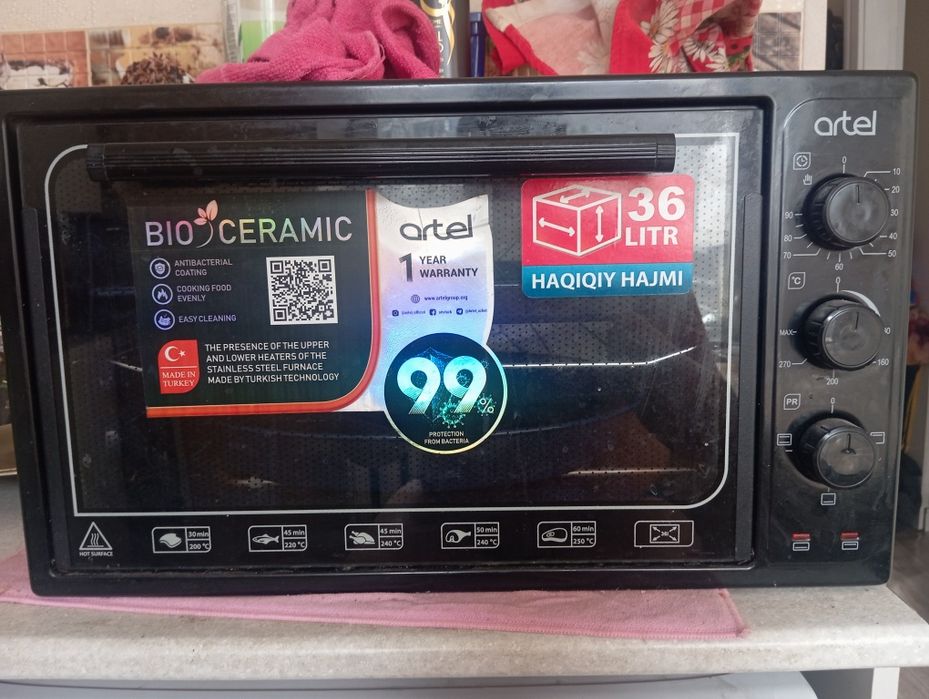 artel
BIO CERAMIC
ANTIBACTERIAL
COATING
COOKING FOOD
EVENLY
EASY CLEANING
MADE IN
TURKEY
THE PRESENCE OF THE UPPER
AND LOWER HEATERS OF THE
STAINLESS STEEL FURNACE
MADE BY TURKISH TECHNOLOGY
artel
1 YEAR
WARRANTY
www.artelgroup.org
99%
PROTECTION
FROM BACTERIA
36
LITR
HAQIQIY HAJMI
0
10
20
50
60
70
80
90
°C
0
MAX
160
200
270
PR
0
HOT SURFACE
30 min
200 °C
45 min
220 °C
45 min
240 °C
50 min
240 °C
60 min
250 °C